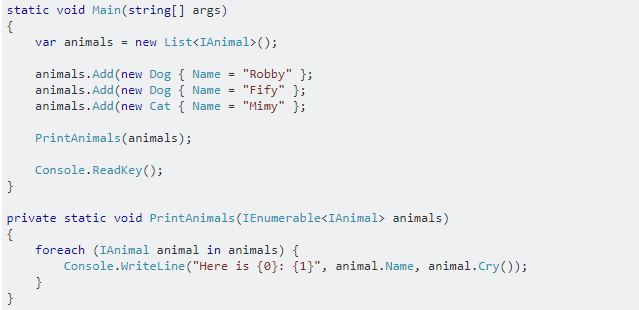 static void Main(string[] args)
{
    var animals = new List<IAnimal>();

    animals.Add(new Dog { Name = "Robby" };
    animals.Add(new Dog { Name = "Fify" };
    animals.Add(new Cat { Name = "Mimy" };

    PrintAnimals(animals);

    Console.ReadKey();
}

private static void PrintAnimals(IEnumerable<IAnimal> animals)
{
    foreach (IAnimal animal in animals) {
        Console.WriteLine("Here is {0}: {1}", animal.Name, animal.Cry());
    }
}